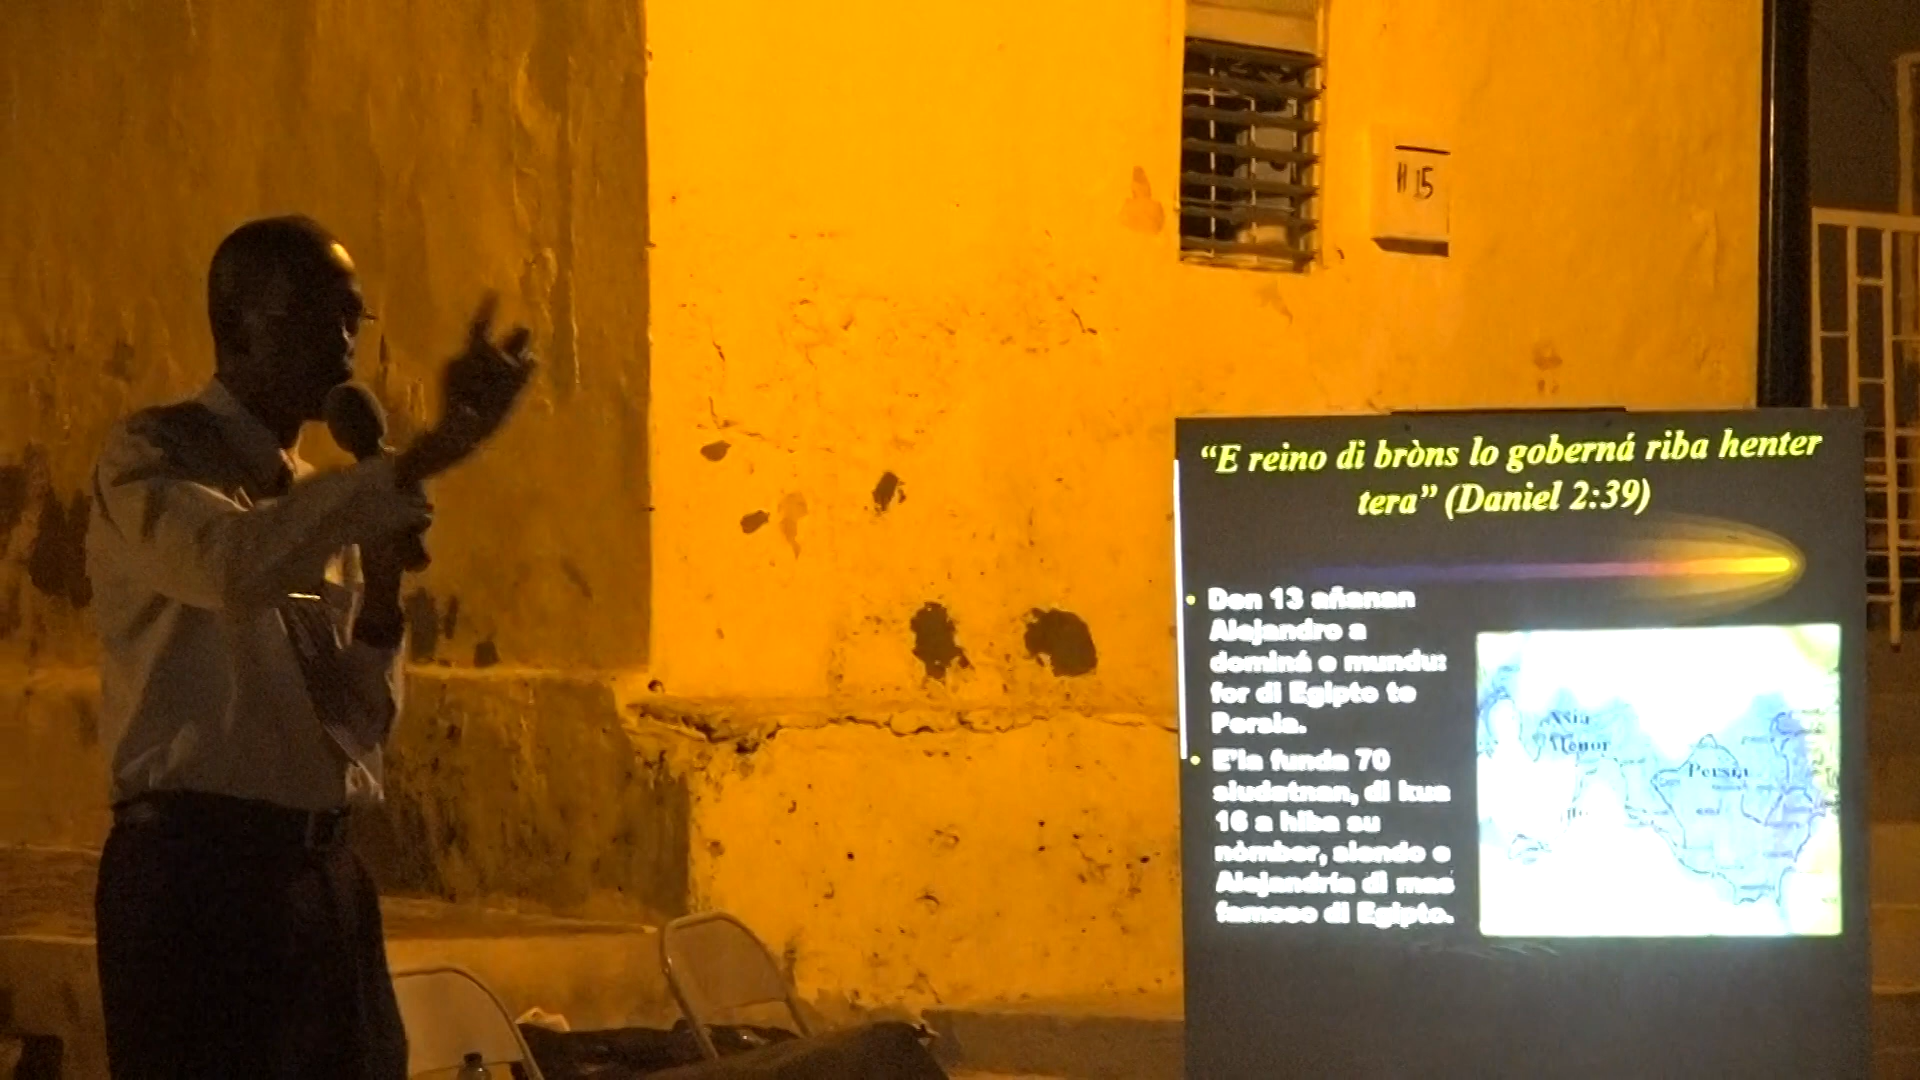 H 15
“E reino di bròns lo goberná riba henter
tera” (Daniel 2:39)
Den 13 añanan
Alejandro a
dominá e mundu:
for di Egipto te
Persia.
E'la funda 70
siudatnan, di kua
16 a hiba su
nòmber, siendo e
Alejandría di mas
famoso di Egipto.
Asia
Menor
Persia